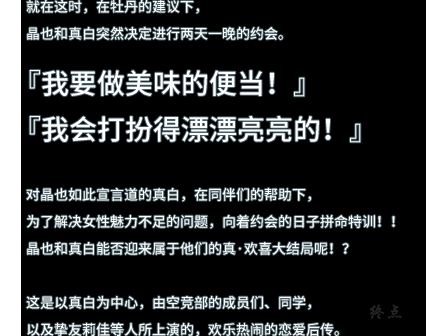 就在这时，在牡丹的建议下，
晶也和真白突然决定进行两天一晚的约会。
『我要做美味的便当！』
『我会打扮得漂漂亮亮的！』
对晶也如此宣言道的真白，在同伴们的帮助下，
为了解决女性魅力不足的问题，向着约会的日子拼命特训！！
晶也和真白能否迎来属于他们的真·欢喜大结局呢！？
这是以真白为中心，由空竞部的成员们、同学，
以及挚友莉佳等人所上演的，欢乐热闹的恋爱后传。
终点